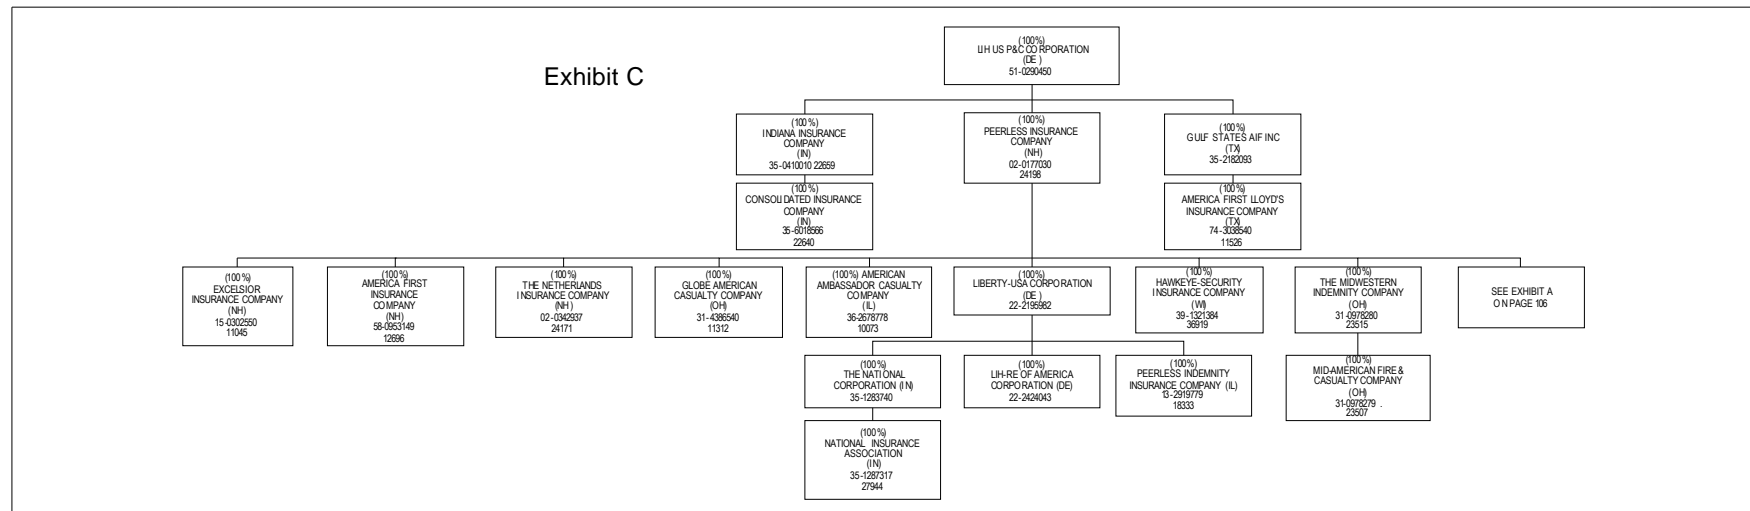 Exhibit C
(100%)
LIH US P&C CORPORATION
(DE )
51-0290450
(100%)
INDIANA INSURANCE
COMPANY
(IN)
35-0410010 22659
(100%)
PEERLESS INSURANCE
COMPANY
(NH)
02-0177030
24198
(100%)
GULF STATES AIF INC
(TX)
35-2182093
(100%)
CONSOLIDATED INSURANCE
COMPANY
(IN)
35-6018566
22640
(100%)
AMERICA FIRST LLOYD'S
INSURANCE COMPANY
(TX)
74-3038540
11526
(100%)
EXCELSIOR
INSURANCE COMPANY
(NH)
15-0302550
11045
(100%)
AMERICA FIRST
INSURANCE
COMPANY
(NH)
58-0953149
12696
(100%)
THE NETHERLANDS
INSURANCE COMPANY
(NH )
02-0342937
24171
(100%)
GLOBE AMERICAN
CASUALTY COMPANY
(OH)
31-4386540
11312
(100%) AMERICAN
AMBASSADOR CASUALTY
COMPANY
(IL)
36-2678778
10073
(100%)
LIBERTY-USA CORPORATION
(DE )
22-2195982
(100%)
HAWKEYE-SECURITY
INSURANCE COMPANY
(WI)
39-1321384
36919
(100%)
THE MIDWESTERN
INDEMNITY COMPANY
(OH)
31-0978280
23515
SEE EXHIBIT A
ON PAGE 106
(100%)
THE NATIONAL
CORPORATION (IN)
35-1283740
(100%)
LIH-RE OF AMERICA
CORPORATION (DE)
22-2424043
(100%)
PEERLESS INDEMNITY
INSURANCE COMPANY (IL)
13-2919779
18333
(100%)
MID-AMERICAN FIRE &
CASUALTY COMPANY
(OH)
31-0978279 .
23507
(100%)
NATIONAL INSURANCE
ASSOCIATION
(IN)
35-1287317
27944